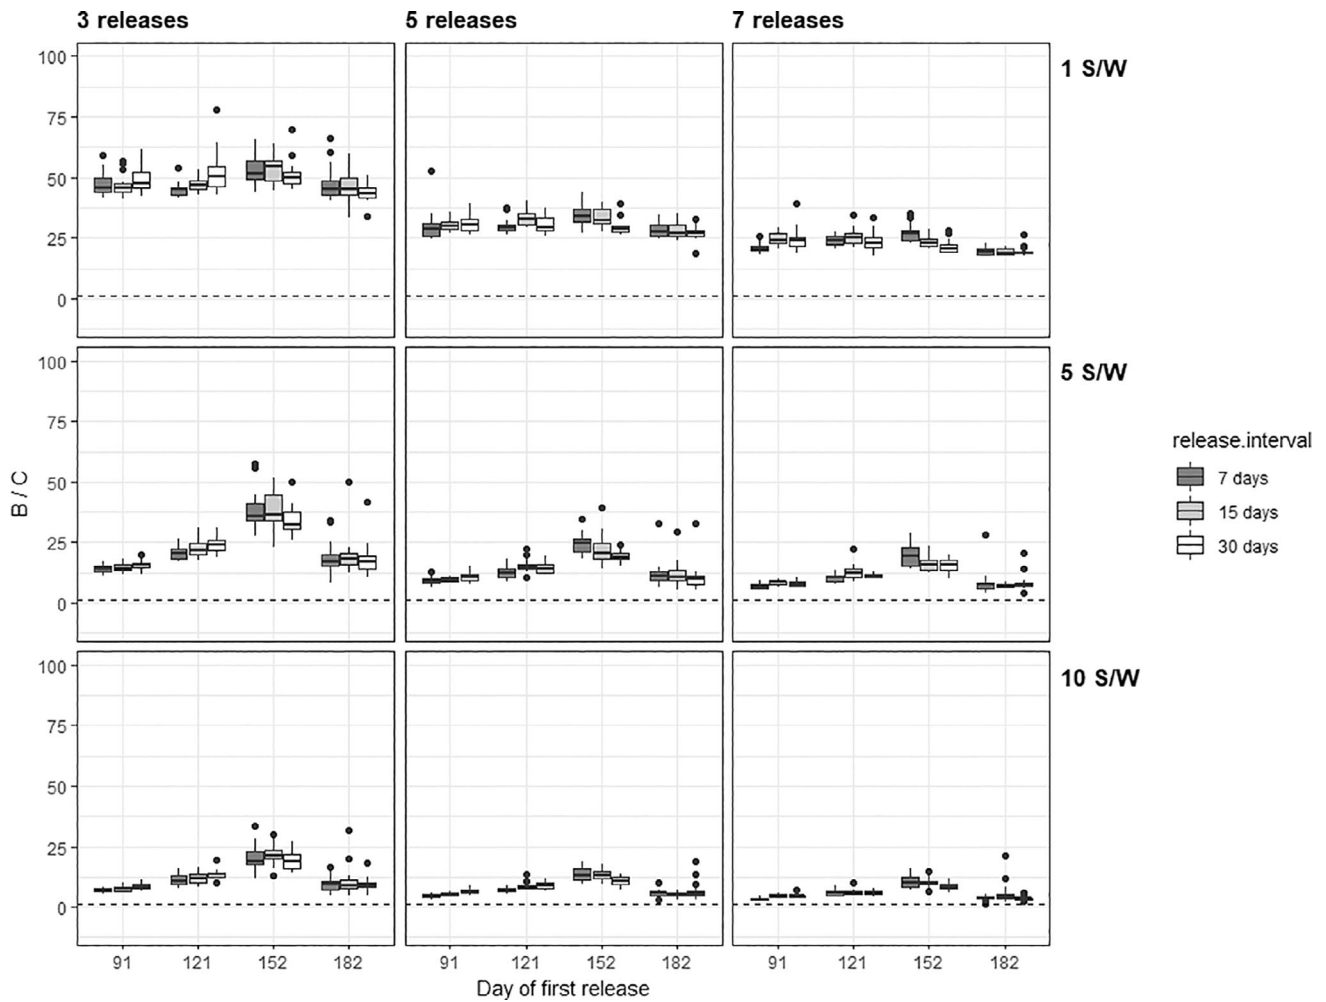 3 releases
5 releases
7 releases
1 S/W
100
75
50
25
0
5 S/W
100
75
50
25
0
10 S/W
100
75
50
25
0
B / C
91 121 152 182
91 121 152 182
91 121 152 182
Day of first release
release.interval
7 days
15 days
30 days